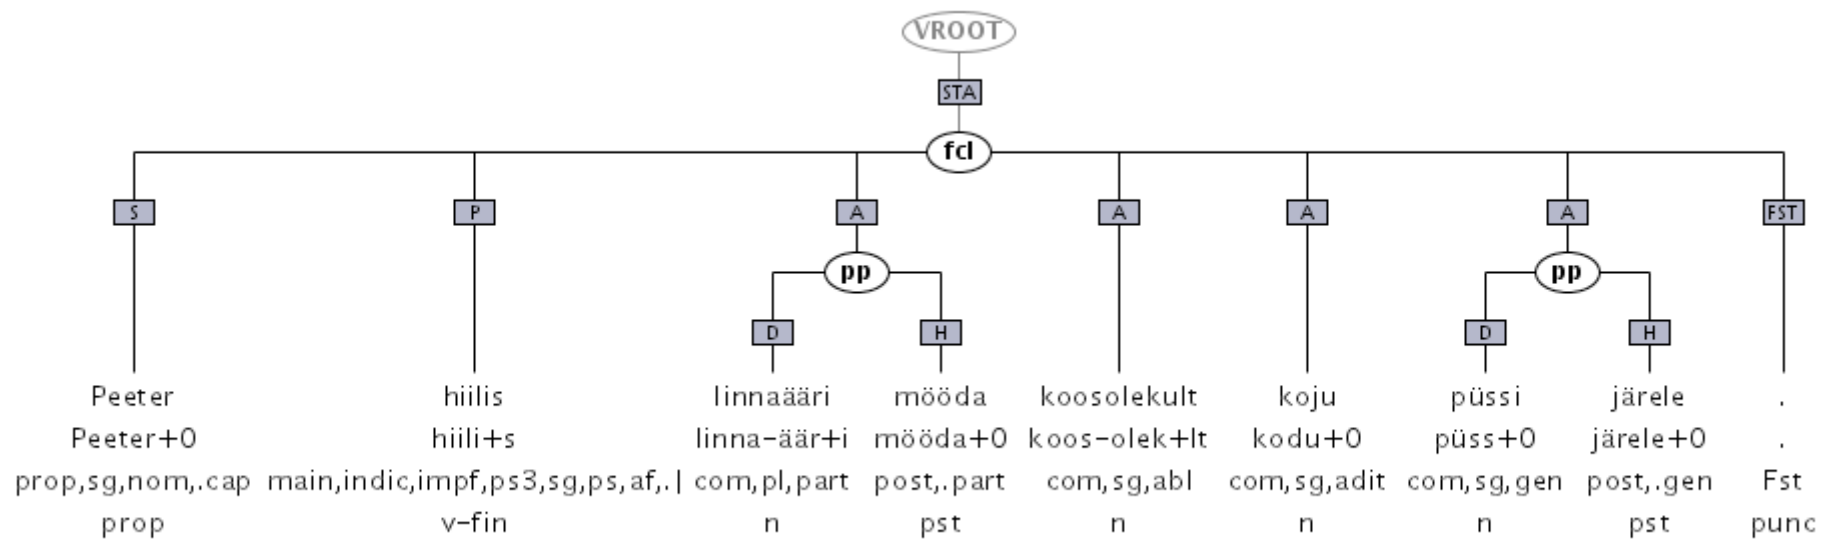 VROOT
STA
fcl
S P A A A A FST
pp pp
D H D H
Peeter hiilis linnaääri mööda koosolekult koju püssi järele .
Peeter+0 hiili+s linna-äär+i mööda+0 koos-olek+lt kodu+0 püss+0 järele+0 .
prop,sg,nom,.cap main,indic,impf,ps3,sg,ps,af,.| com,pl,part post,.part com,sg,abl com,sg,adit com,sg,gen post,.gen Fst
prop v-fin n pst n n n pst punc